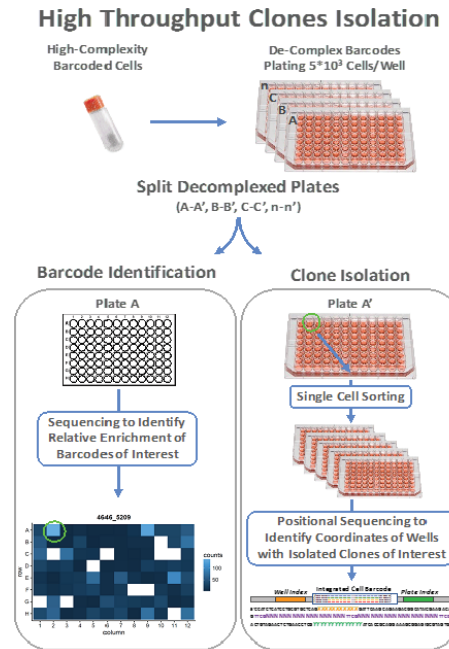 High Throughput Clones Isolation
High-Complexity
Barcoded Cells
De-Complex Barcodes
Plating 5*10³ Cells/Well
n
C
B
A
Split Decomplexed Plates
(A-A’, B-B’, C-C’, n-n’)
Barcode Identification
Plate A
Sequencing to Identify
Relative Enrichment of
Barcodes of Interest
4646_5209
A
B
C
D
E
F
G
H
row
1 2 3 4 5 6 7 8 9 10 11 12
column
counts
100
50
Clone Isolation
Plate A’
Single Cell Sorting
Positional Sequencing to
Identify Coordinates of Wells
with Isolated Clones of Interest
Well Index
Integrated Cell Barcode
Plate Index